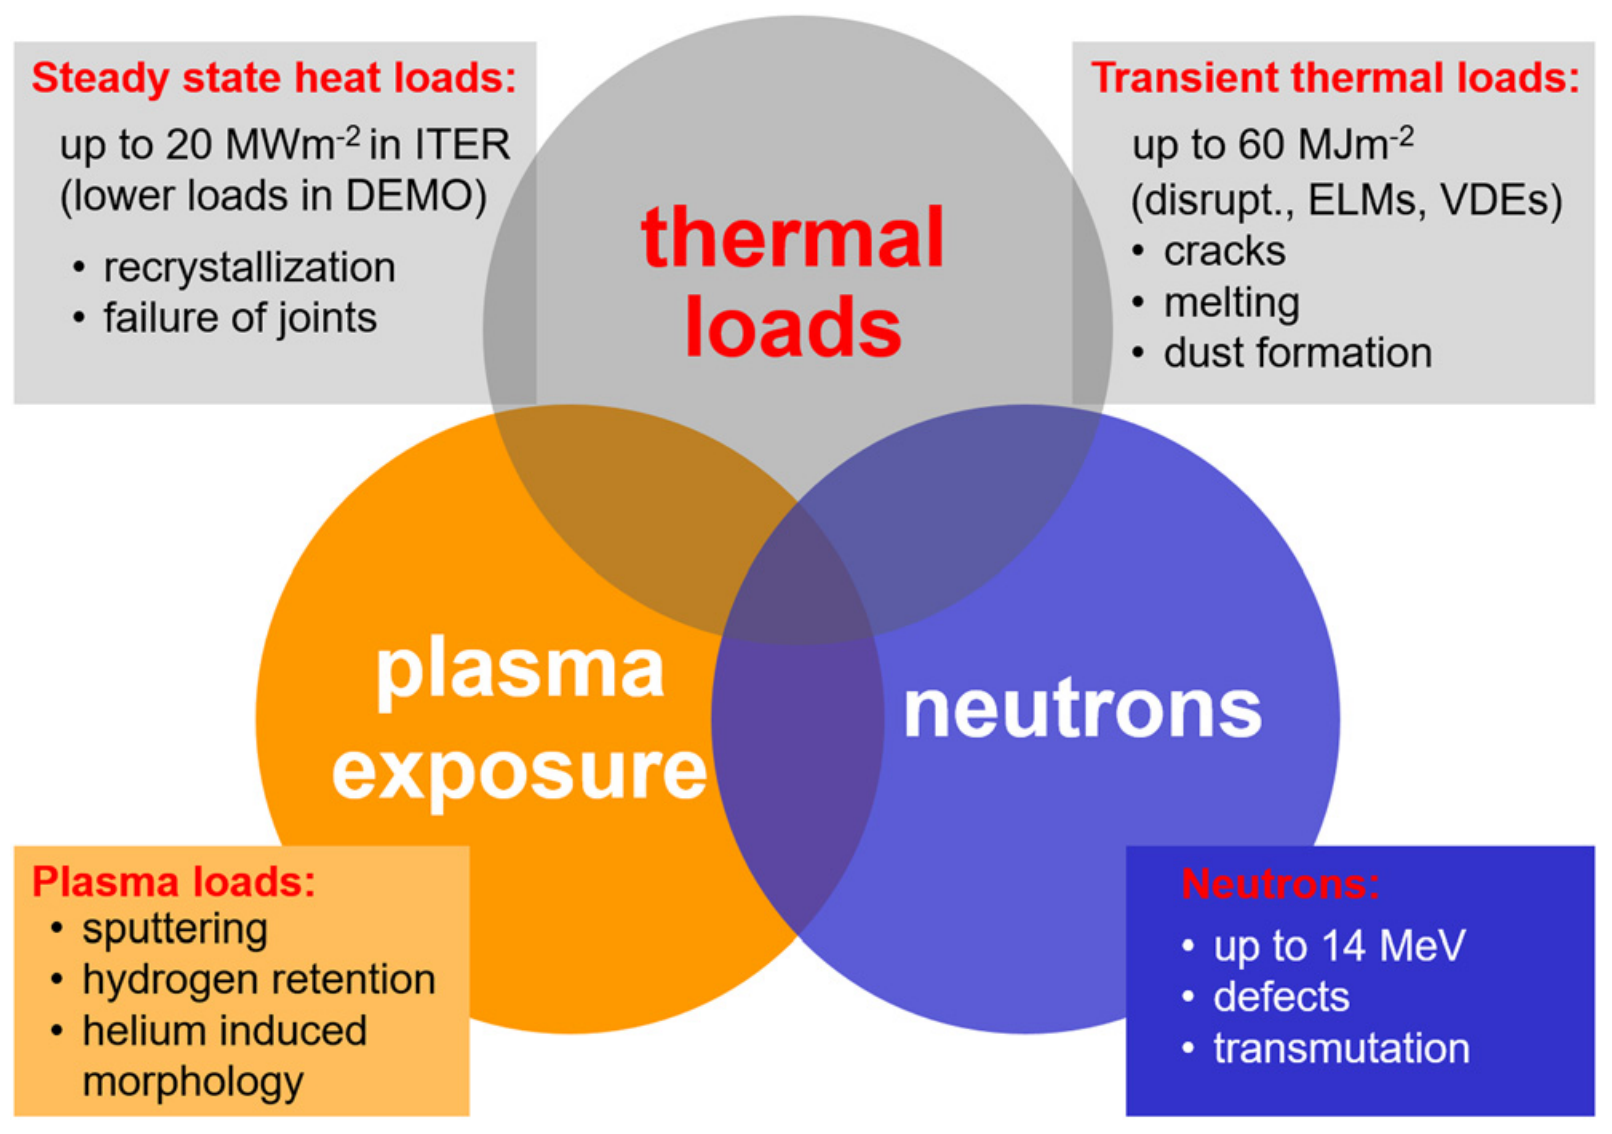 Steady state heat loads:
up to 20 MWm-2 in ITER
(lower loads in DEMO)
• recrystallization
• failure of joints
thermal
loads
Transient thermal loads:
up to 60 MJm-2
(disrupt., ELMs, VDEs)
• cracks
• melting
• dust formation
plasma
exposure
neutrons
Plasma loads:
• sputtering
• hydrogen retention
• helium induced
morphology
Neutrons:
• up to 14 MeV
• defects
• transmutation